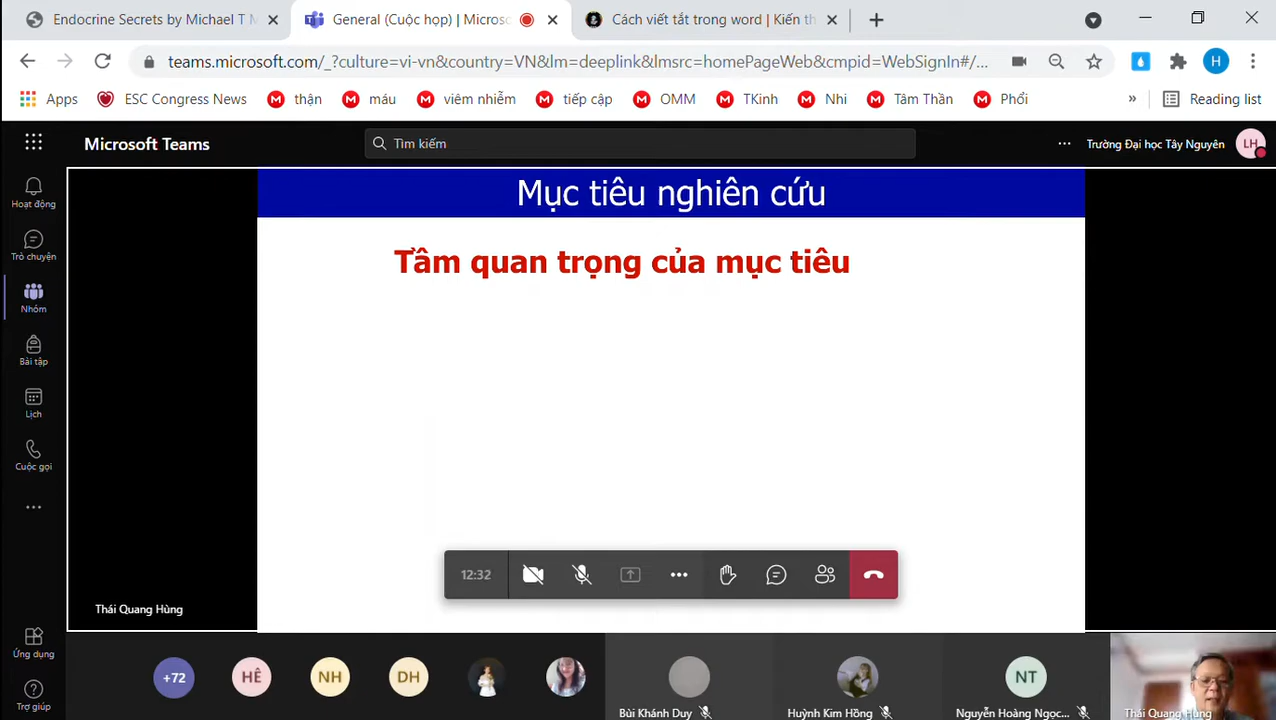 Endocrine Secrets by Michael T M
General (Cuộc họp) | Micros
Cách viết tắt trong word | Kiến th
teams.microsoft.com/_?culture=vi-vn&country=VN&lm=deeplink&lmsrc=homePageWeb&cmpid=WebSignIn#/...
H
Apps
ESC Congress News
M thận
M máu
M viêm nhiễm
M tiếp cập
M OMM
M TKinh
M Nhi
M Tâm Thần
M Phổi
»
Reading list
Microsoft Teams
Tìm kiếm
Trường Đại học Tây Nguyên
LH
Hoạt động
Trò chuyện
Nhóm
Bài tập
Lịch
Cuộc gọi
Ứng dụng
Trợ giúp
Mục tiêu nghiên cứu
Tầm quan trọng của mục tiêu
12:32
Thái Quang Hùng
+72
HÊ
NH
DH
NT
Bùi Khánh Duy
Huỳnh Kim Hồng
Nguyễn Hoàng Ngọc...
Thái Quang Hùng